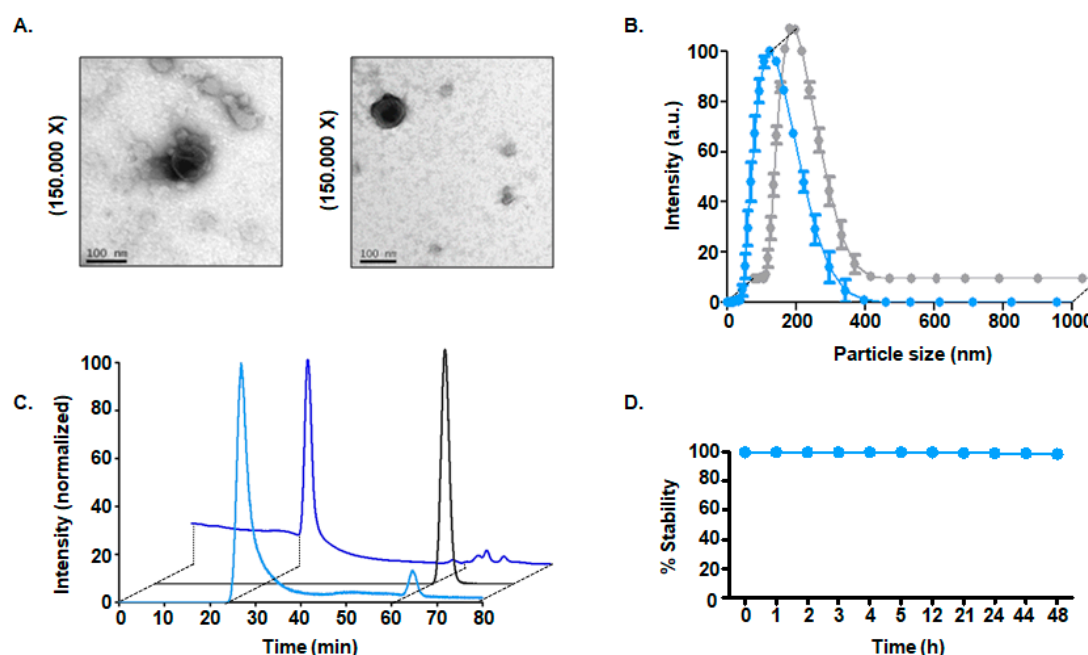 A.
(150.000 X)
100 nm
(150.000 X)
100 nm
B.
Intensity (a.u.)
100
80
60
40
20
0
0 200 400 600 800 1000
Particle size (nm)
C.
Intensity (normalized)
100
80
60
40
20
0
0 10 20 30 40 50 60 70 80
Time (min)
D.
% Stability
100
80
60
40
20
0
0 1 2 3 4 5 12 21 24 44 48
Time (h)